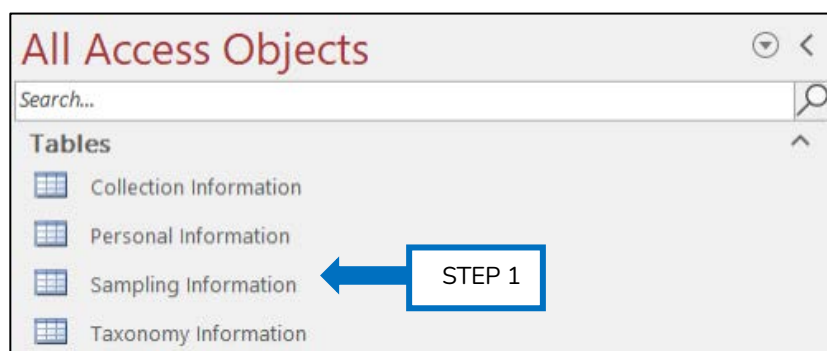 All Access Objects
Search...
Tables
Collection Information
Personal Information
Sampling Information
STEP 1
Taxonomy Information